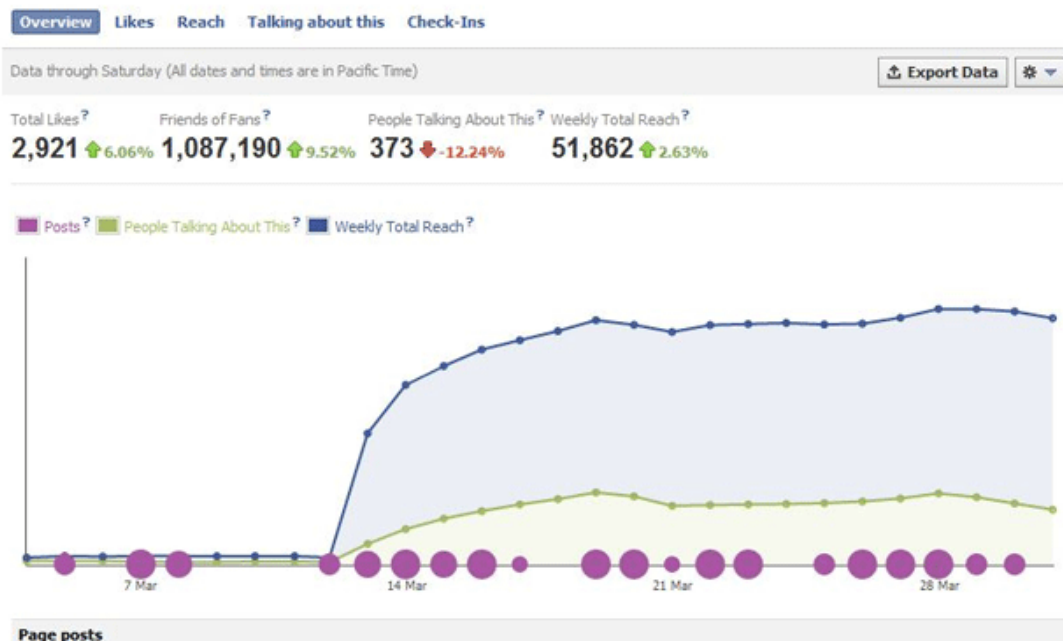 Overview Likes Reach Talking about this Check-Ins
Data through Saturday (All dates and times are in Pacific Time) Export Data
Total Likes? Friends of Fans? People Talking About This? Weekly Total Reach?
2,921 6.06% 1,087,190 9.52% 373 -12.24% 51,862 2.63%
Posts? People Talking About This? Weekly Total Reach?
7 Mar 14 Mar 21 Mar 28 Mar
Page posts